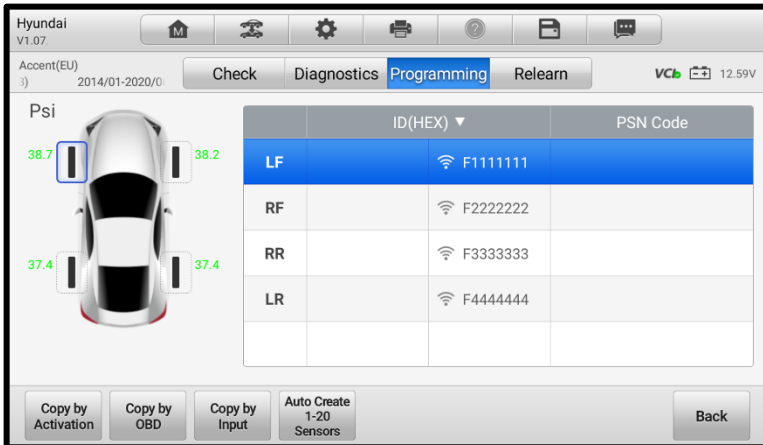 Hyundai
V1.07.
M
Accent(EU)
3) 2014/01-2020/0
Check Diagnostics Programming Relearn
VCI 12.59V
Psi
38.7 38.2
37.4 37.4
ID(HEX) ▼ PSN Code
LF F1111111
RF F2222222
RR F3333333
LR F4444444
Copy by
Activation
Copy by
OBD
Copy by
Input
Auto Create
1-20
Sensors
Back